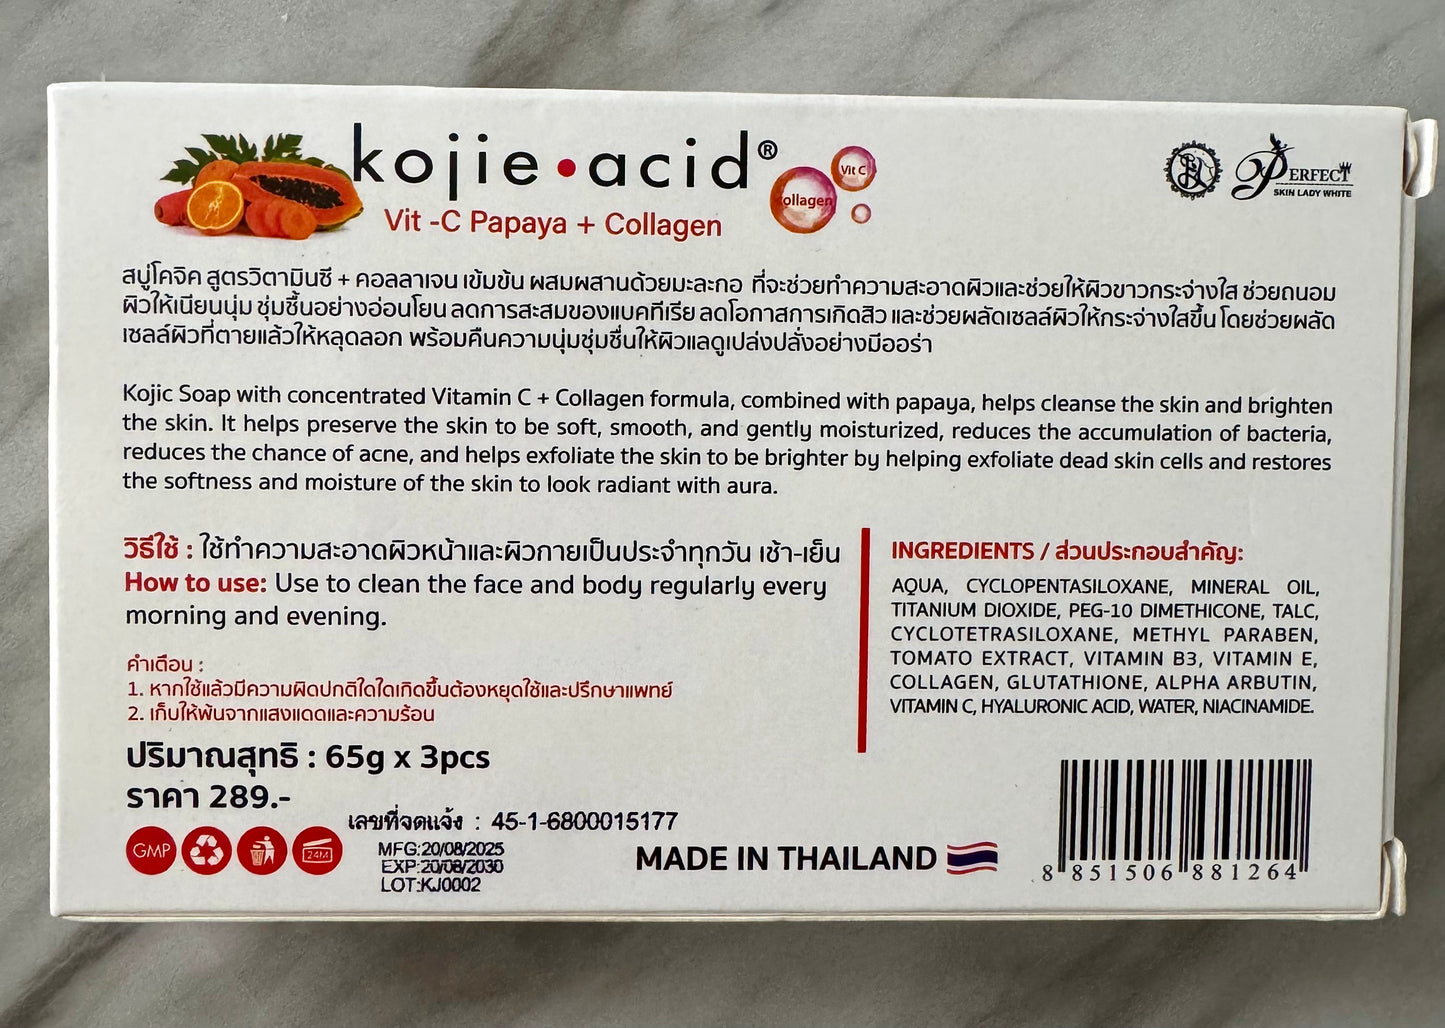 kojie•acid®
Vit -C Papaya + Collagen
ollagen
Vit C
PERFECT
SKIN LADY WHITE
สบู่โคจิค สูตรวิตามินซี + คอลลาเจน เข้มข้น ผสมผสานด้วยมะละกอ ที่จะช่วยทำความสะอาดผิวและช่วยให้ผิวขาวกระจ่างใส ช่วยถนอม
ผิวให้เนียนนุ่ม ชุ่มชื้นอย่างอ่อนโยน ลดการสะสมของแบคทีเรีย ลดโอกาสการเกิดสิว และช่วยผลัดเซลล์ผิวให้กระจ่างใสขึ้น โดยช่วยผลัด
เซลล์ผิวที่ตายแล้วให้หลุดลอก พร้อมคืนความนุ่มชุ่มชื่นให้ผิวแลดูเปล่งปลั่งอย่างมีออร่า
Kojic Soap with concentrated Vitamin C + Collagen formula, combined with papaya, helps cleanse the skin and brighten
the skin. It helps preserve the skin to be soft, smooth, and gently moisturized, reduces the accumulation of bacteria,
reduces the chance of acne, and helps exfoliate the skin to be brighter by helping exfoliate dead skin cells and restores
the softness and moisture of the skin to look radiant with aura.
วิธีใช้ : ใช้ทำความสะอาดผิวหน้าและผิวกายเป็นประจำทุกวัน เช้า-เย็น
How to use: Use to clean the face and body regularly every
morning and evening.
คำเตือน :
1. หากใช้แล้วมีความผิดปกติใดใดเกิดขึ้นต้องหยุดใช้และปรึกษาแพทย์
2. เก็บให้พ้นจากแสงแดดและความร้อน
ปริมาณสุทธิ : 65g x 3pcs
ราคา 289.-
เลขที่จดแจ้ง : 45-1-6800015177
GMP
24M
MFG:20/08/2025
EXP:20/08/2030
LOT:KJ0002
MADE IN THAILAND
INGREDIENTS / ส่วนประกอบสำคัญ:
AQUA, CYCLOPENTASILOXANE, MINERAL OIL,
TITANIUM DIOXIDE, PEG-10 DIMETHICONE, TALC,
CYCLOTETRASILOXANE, METHYL PARABEN,
TOMATO EXTRACT, VITAMIN B3, VITAMIN E,
COLLAGEN, GLUTATHIONE, ALPHA ARBUTIN,
VITAMIN C, HYALURONIC ACID, WATER, NIACINAMIDE.
8 851506 881264